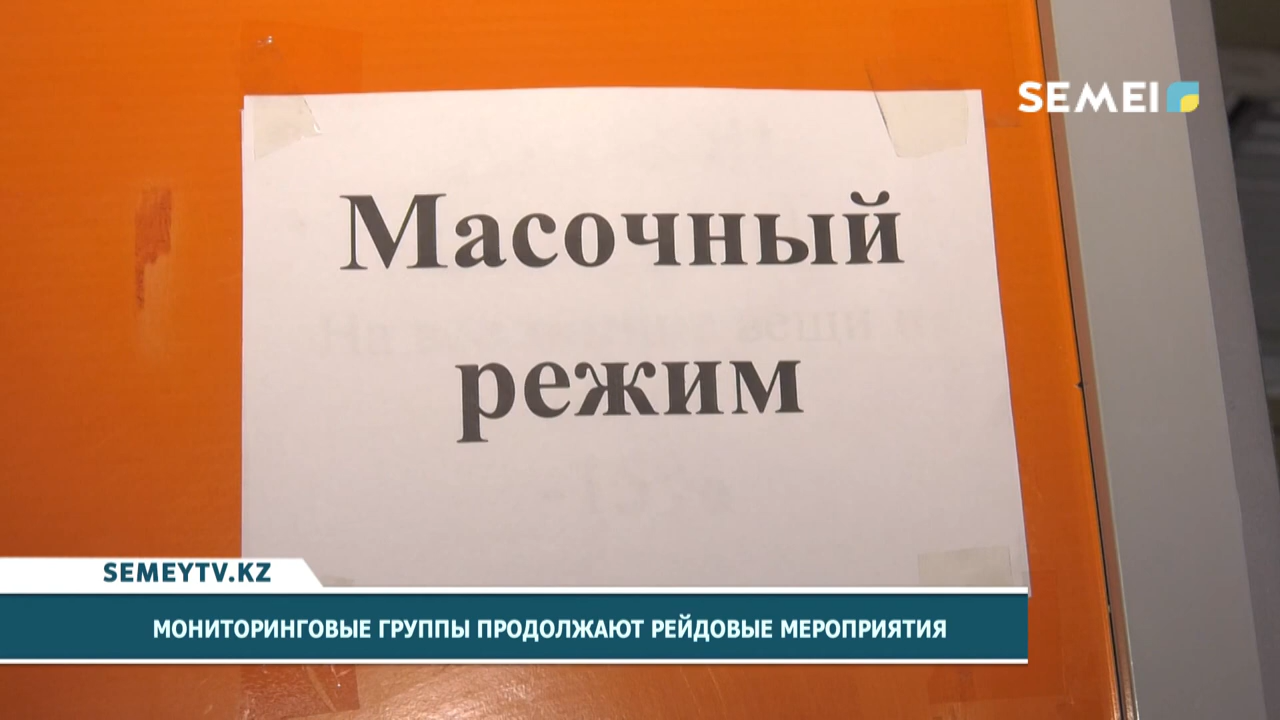 SEMEI
Масочный
режим
SEMEYTV.KZ
МОНИТОРИНГОВЫЕ ГРУППЫ ПРОДОЛЖАЮТ РЕЙДОВЫЕ МЕРОПРИЯТИЯ